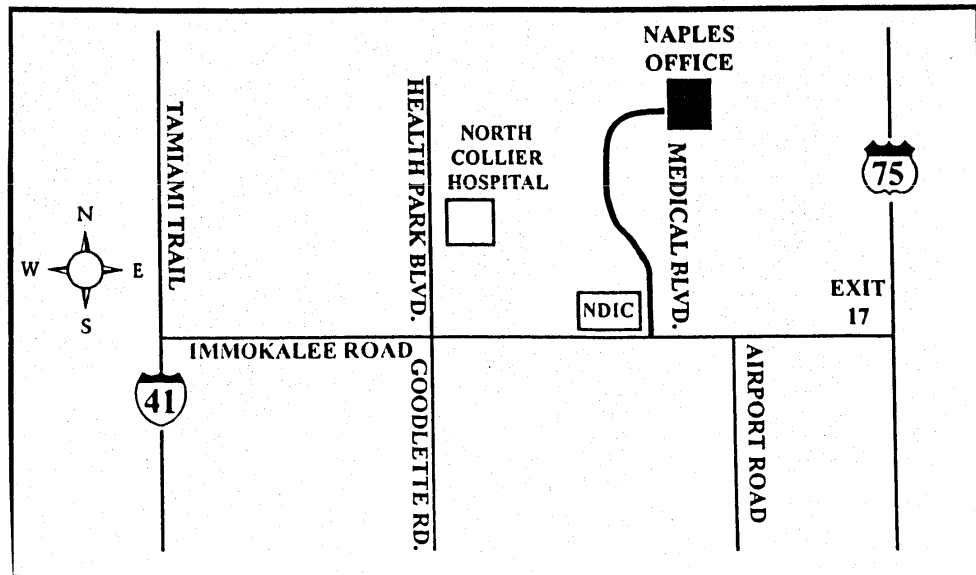 NAPLES
OFFICE
TAMIAMI TRAIL
HEALTH PARK BLVD.
NORTH
COLLIER
HOSPITAL
MEDICAL BLVD.
75
N
W
E
S
NDIC
EXIT
17
IMMOKALEE ROAD
41
GOODLETTE RD.
AIRPORT ROAD